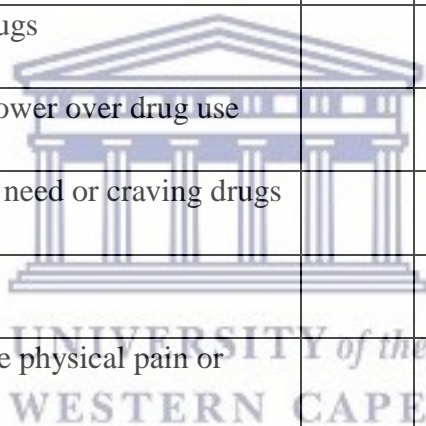 ugs
ower over drug use
need or craving drugs
e physical pain or
UNIVERSITY of the
WESTERN CAPE